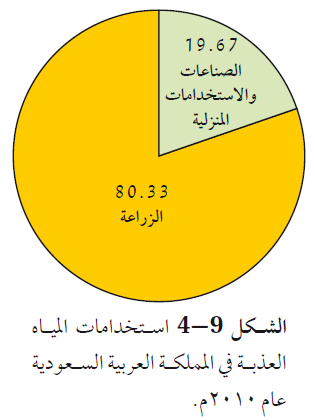 19.67
الصناعات
والاستخدامات
المنزلية
80.33
الزراعة
الشكل 9–4 استخدامات المياه
العذبة في المملكة العربية السعودية
عام ٢٠١٠م.